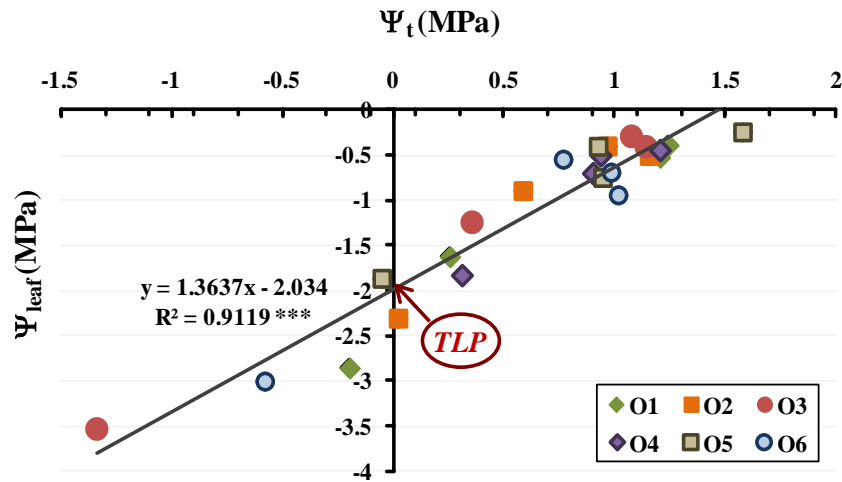 Ψt (MPa)
-1.5 -1 -0.5 0 0.5 1 1.5 2
0
-0.5
-1
-1.5
-2
-2.5
-3
-3.5
-4
Ψleaf (MPa)
y = 1.3637x - 2.034
R² = 0.9119 ***
TLP
O1 O2 O3
O4 O5 O6